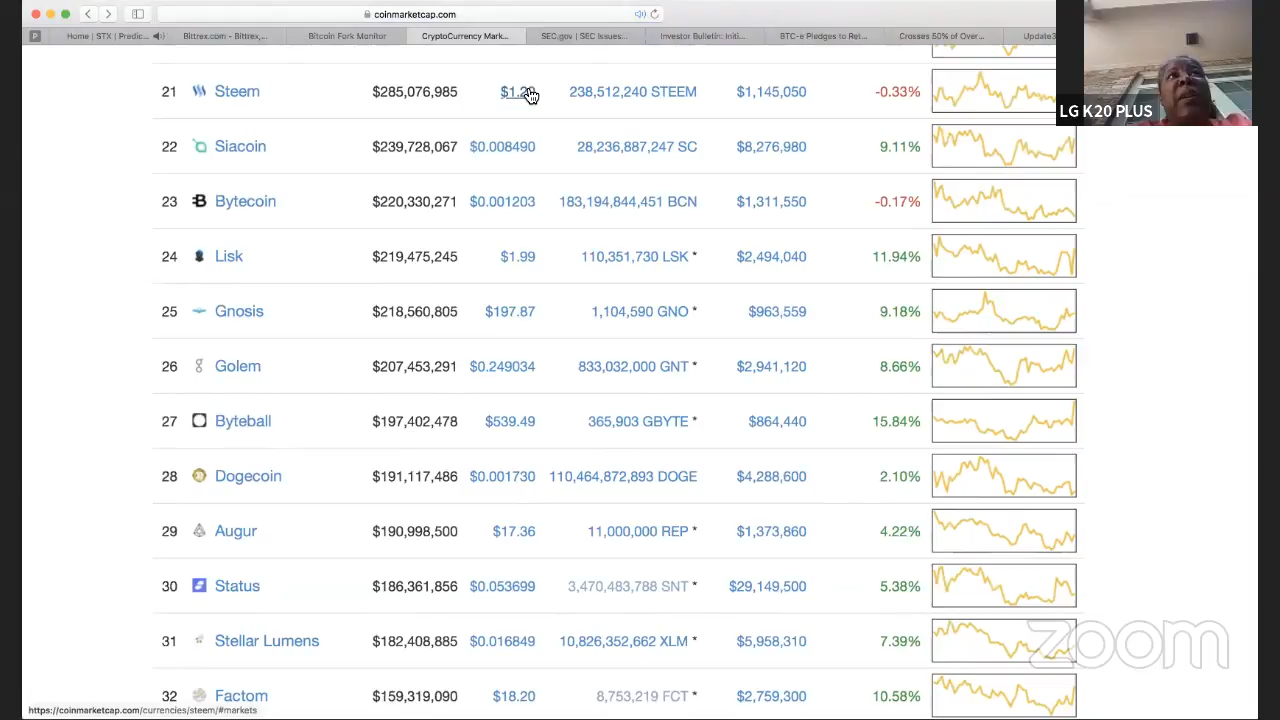 coinmarketcap.com
Home | STX | Predic... Bittrex.com - Bittrex,... Bitcoin Fork Monitor CryptoCurrency Mark... SEC.gov | SEC Issues... Investor Bulletin: Initi... BTC-e Pledges to Ret... Crosses 50% of Over... Update3
LG K20 PLUS
21 Steem $285,076,985 238,512,240 STEEM $1,145,050 -0.33%
22 Siacoin $239,728,067 $0.008490 28,236,887,247 SC $8,276,980 9.11%
23 Bytecoin $220,330,271 $0.001203 183,194,844,451 BCN $1,311,550 -0.17%
24 Lisk $219,475,245 $1.99 110,351,730 LSK * $2,494,040 11.94%
25 Gnosis $218,560,805 $197.87 1,104,590 GNO * $963,559 9.18%
26 Golem $207,453,291 $0.249034 833,032,000 GNT * $2,941,120 8.66%
27 Byteball $197,402,478 $539.49 365,903 GBYTE * $864,440 15.84%
28 Dogecoin $191,117,486 $0.001730 110,464,872,893 DOGE $4,288,600 2.10%
29 Augur $190,998,500 $17.36 11,000,000 REP * $1,373,860 4.22%
30 Status $186,361,856 $0.053699 3,470,483,788 SNT * $29,149,500 5.38%
31 Stellar Lumens $182,408,885 $0.016849 10,826,352,662 XLM * $5,958,310 7.39%
zoom
32 Factom $159,319,090 $18.20 8,753,219 FCT * $2,759,300 10.58%
https://coinmarketcap.com/currencies/steem/#markets